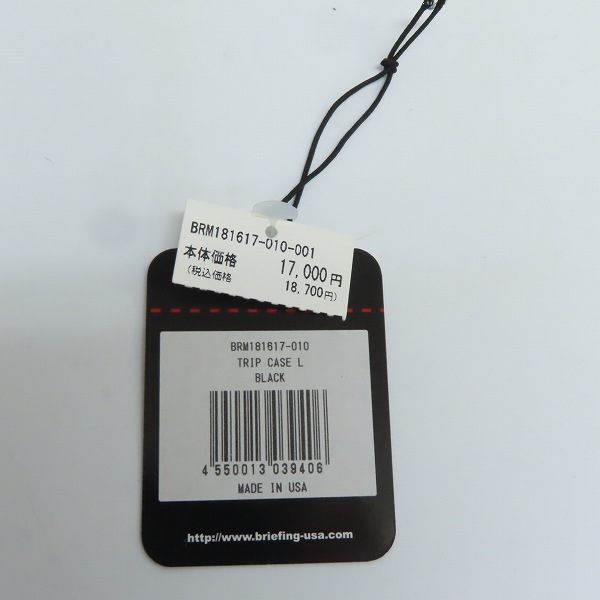 BRM181617-010-001
本体価格 17,000円
(税込価格 18,700円)
BRM181617-010
TRIP CASE L
BLACK
4 550013 039406
MADE IN USA
http://www.briefing-usa.com